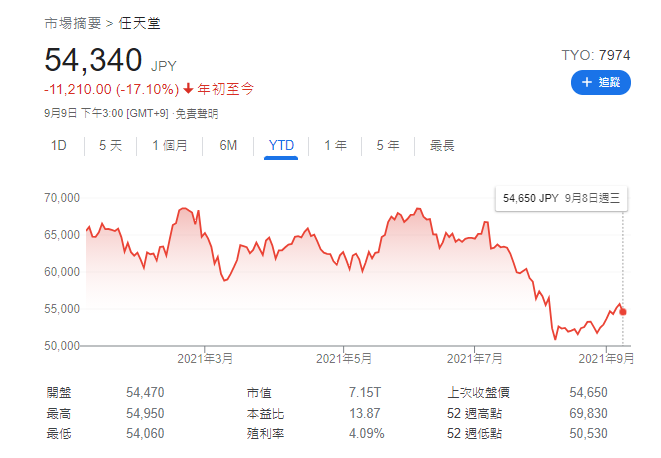 市場摘要 > 任天堂
54,340 JPY
TYO: 7974
-11,210.00 (-17.10%) 年初至今
+ 追蹤
9月9日 下午3:00 [GMT+9] · 免責聲明
1D 5 天 1 個月 6M YTD 1 年 5 年 最長
54,650 JPY 9月8日週三
70,000
65,000
60,000
55,000
50,000
2021年3月 2021年5月 2021年7月 2021年9月
開盤 54,470 市值 7.15T 上次收盤價 54,650
最高 54,950 本益比 13.87 52 週高點 69,830
最低 54,060 殖利率 4.09% 52 週低點 50,530